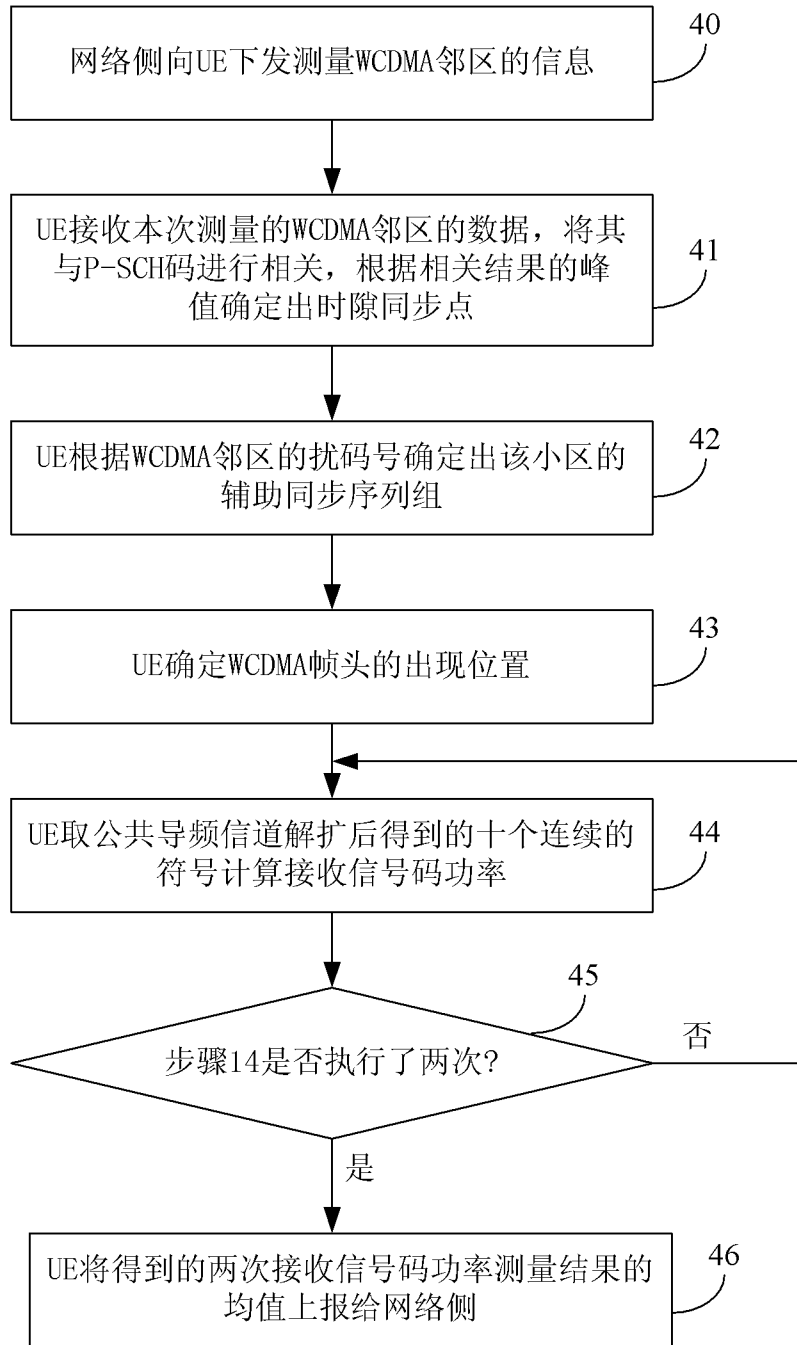 网络侧向UE下发测量WCDMA邻区的信息
40
UE接收本次测量的WCDMA邻区的数据，将其
与P-SCH码进行相关，根据相关结果的峰
值确定出时隙同步点
41
UE根据WCDMA邻区的扰码号确定出该小区的
辅助同步序列组
42
UE确定WCDMA帧头的出现位置
43
UE取公共导频信道解扩后得到的十个连续的
符号计算接收信号码功率
44
步骤14是否执行了两次?
45
否
是
UE将得到的两次接收信号码功率测量结果的
均值上报给网络侧
46